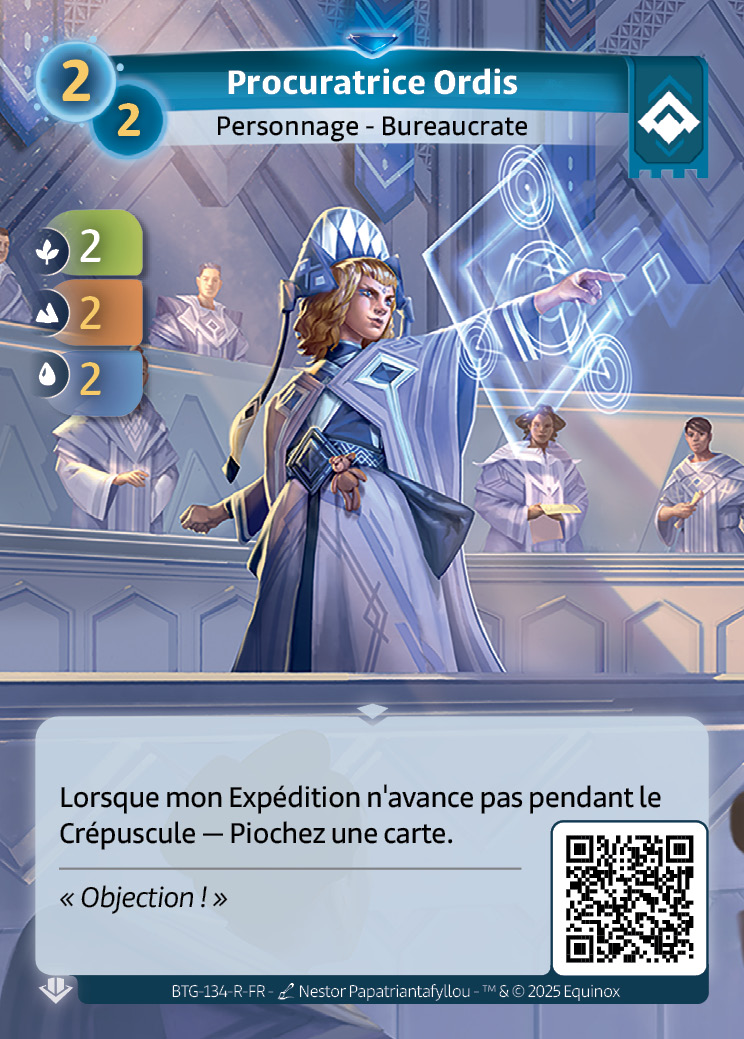 2
Procuratrice Ordis
2
Personnage - Bureaucrate
2
2
2
Lorsque mon Expédition n'avance pas pendant le
Crépuscule — Piochez une carte.
« Objection ! »
BTG-134-R-FR - Nestor Papatriantafyllou - ™ & © 2025 Equinox